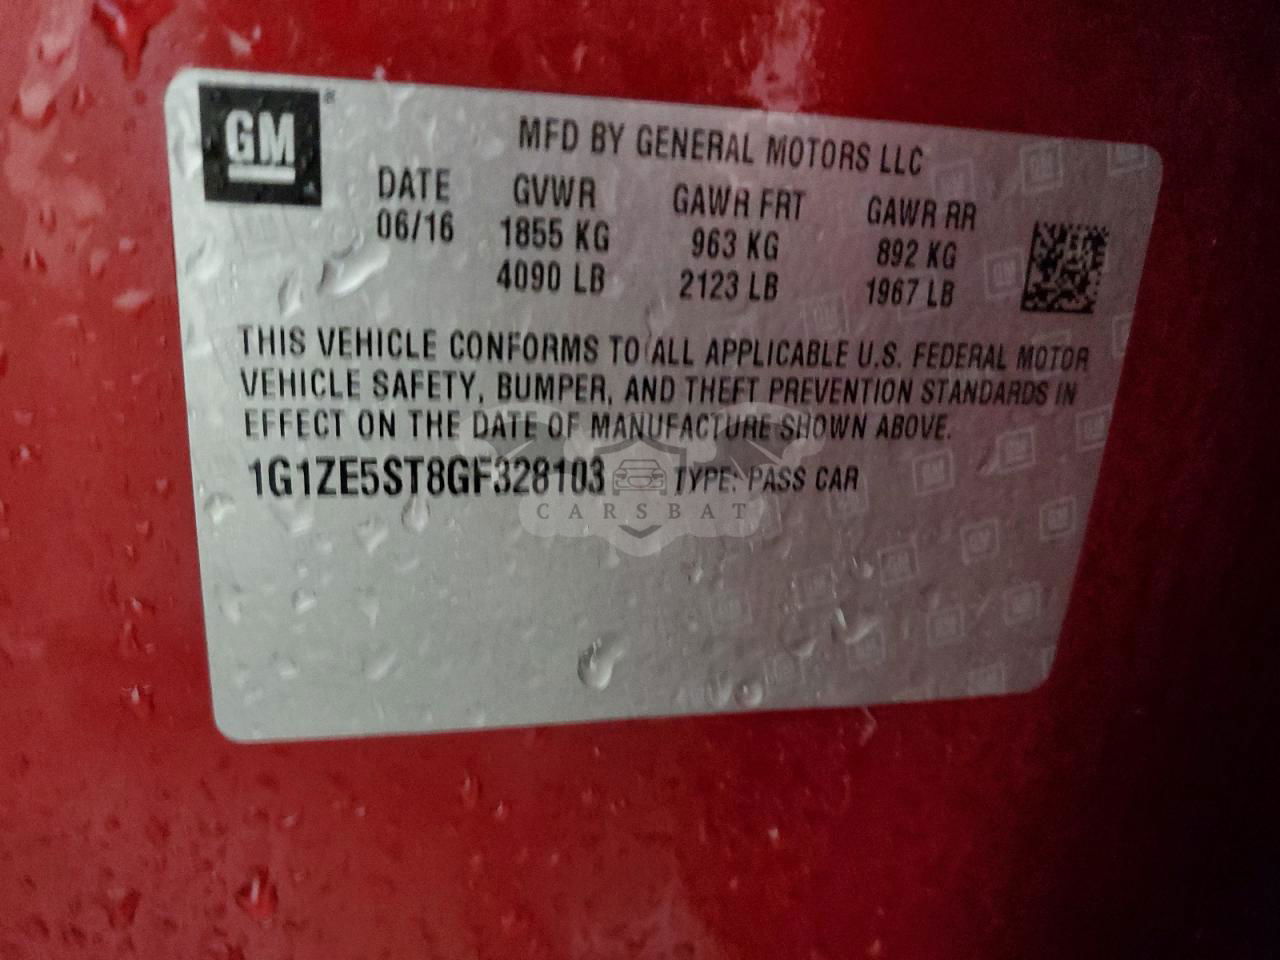 GM
MFD BY GENERAL MOTORS LLC
DATE GVWR GAWR FRT GAWR RR
06/16 1855 KG 963 KG 892 KG
4090 LB 2123 LB 1967 LB
THIS VEHICLE CONFORMS TO ALL APPLICABLE U.S. FEDERAL MOTOR
VEHICLE SAFETY, BUMPER, AND THEFT PREVENTION STANDARDS IN
EFFECT ON THE DATE OF MANUFACTURE SHOWN ABOVE.
1G1ZE5ST8GF328103 TYPE: PASS CAR
CARSBAT